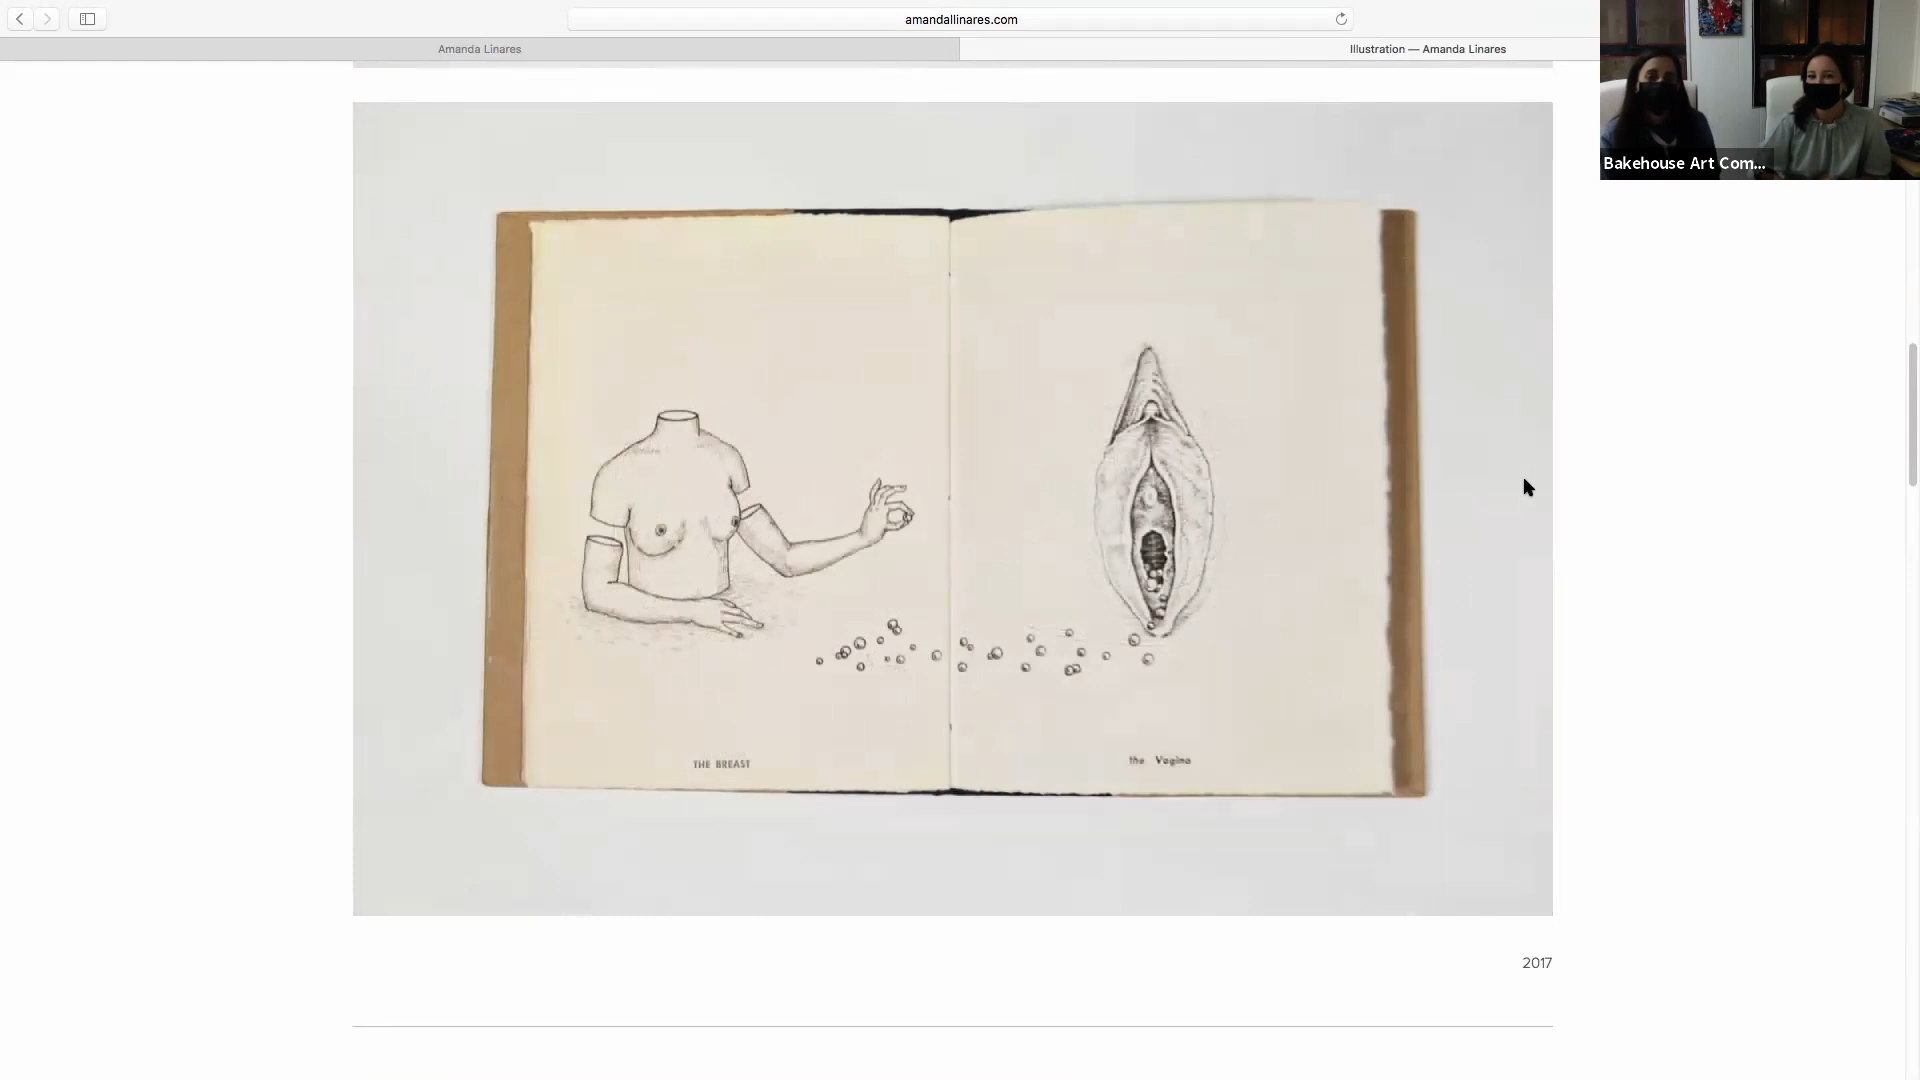 amandallinares.com
Amanda Linares
Illustration — Amanda Linares
Bakehouse Art Com...
THE BREAST
the Vagina
2017